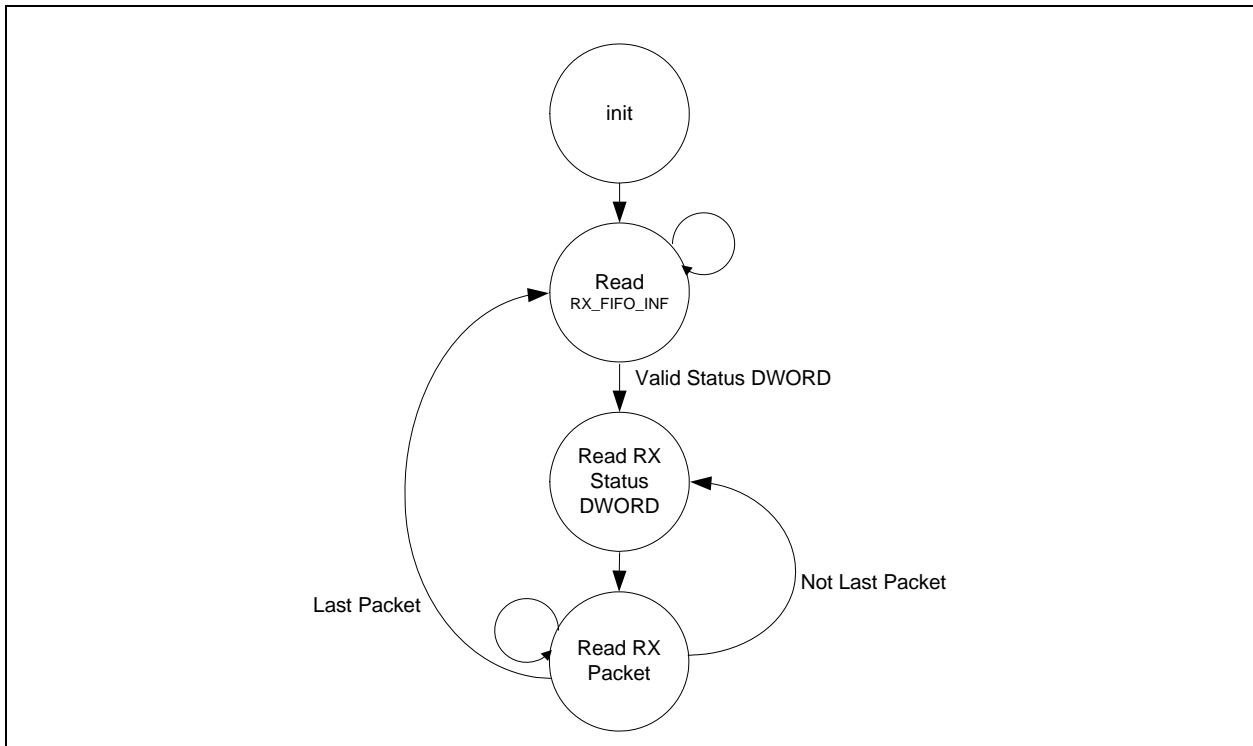 init
Read
RX_FIFO_INF
Valid Status DWORD
Read RX
Status
DWORD
Not Last Packet
Last Packet
Read RX
Packet